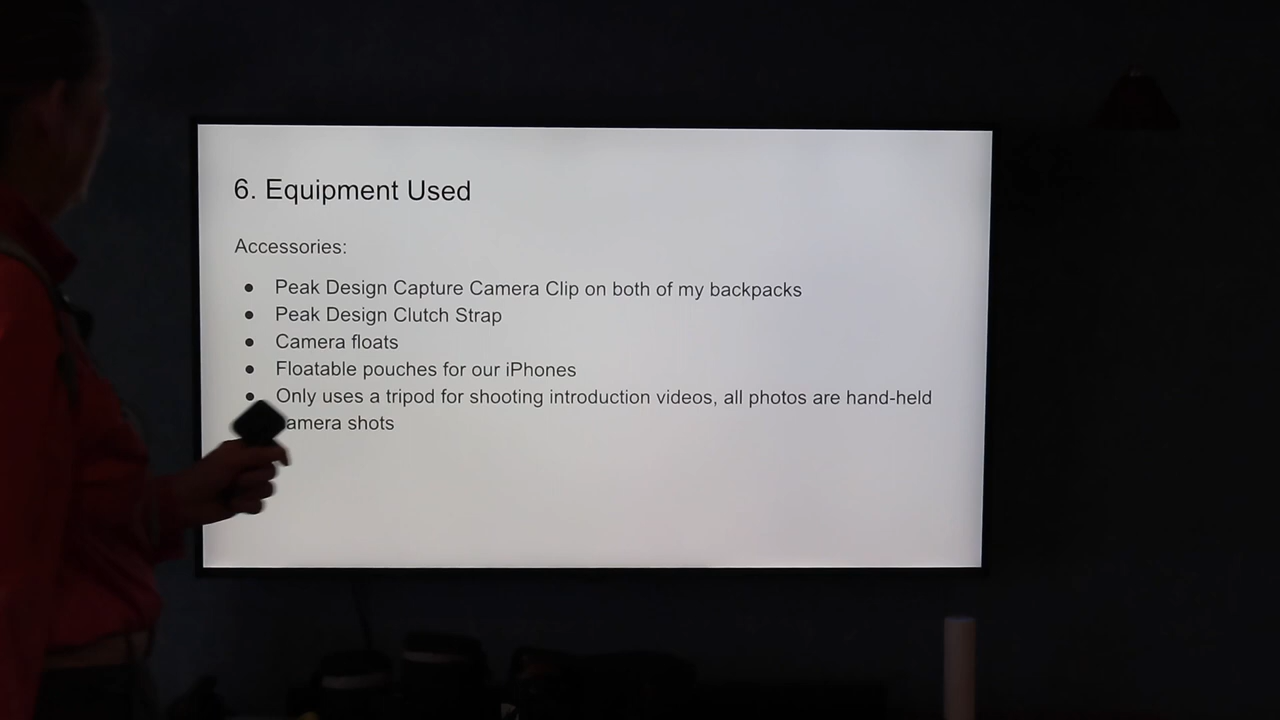 6. Equipment Used
Accessories:
● Peak Design Capture Camera Clip on both of my backpacks
● Peak Design Clutch Strap
● Camera floats
● Floatable pouches for our iPhones
● Only uses a tripod for shooting introduction videos, all photos are hand-held
amera shots